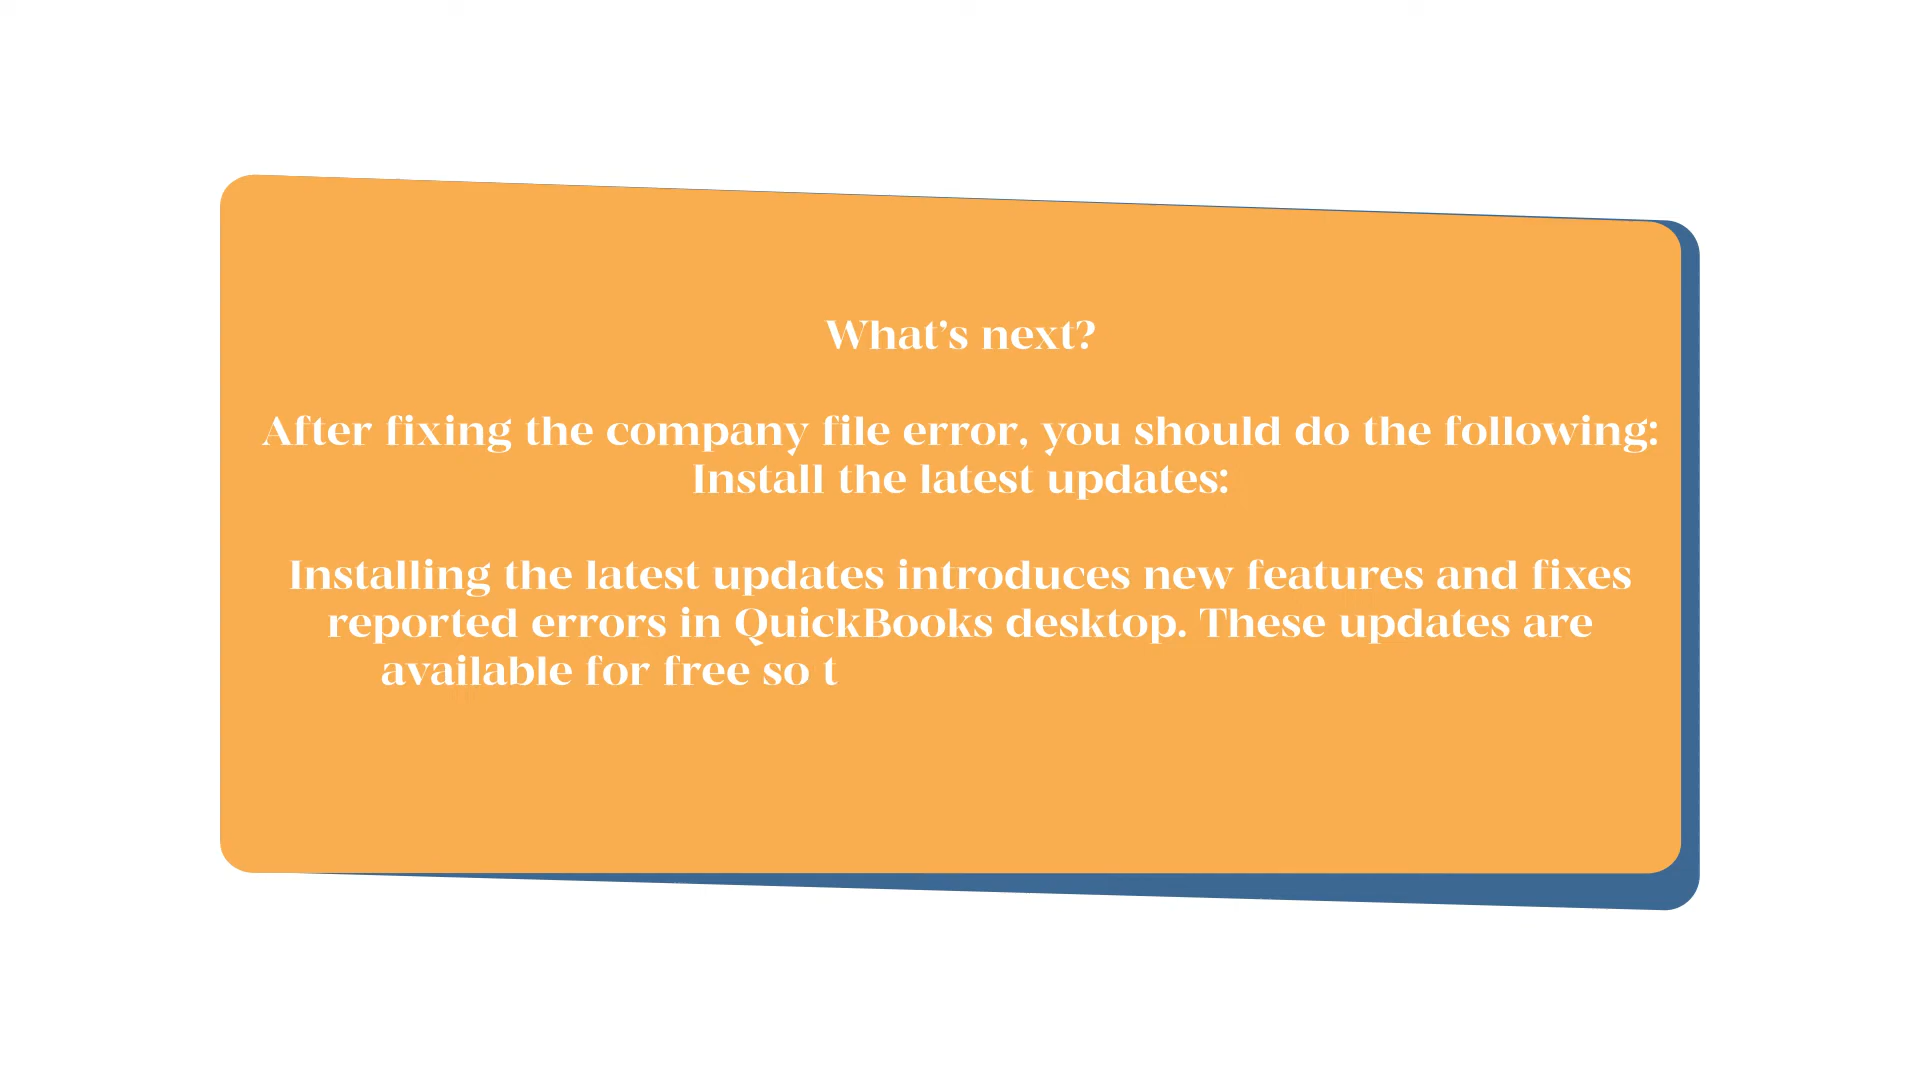 What's next?
After fixing the company file error, you should do the following:
Install the latest updates:
Installing the latest updates introduces new features and fixes
reported errors in QuickBooks desktop. These updates are
available for free so t